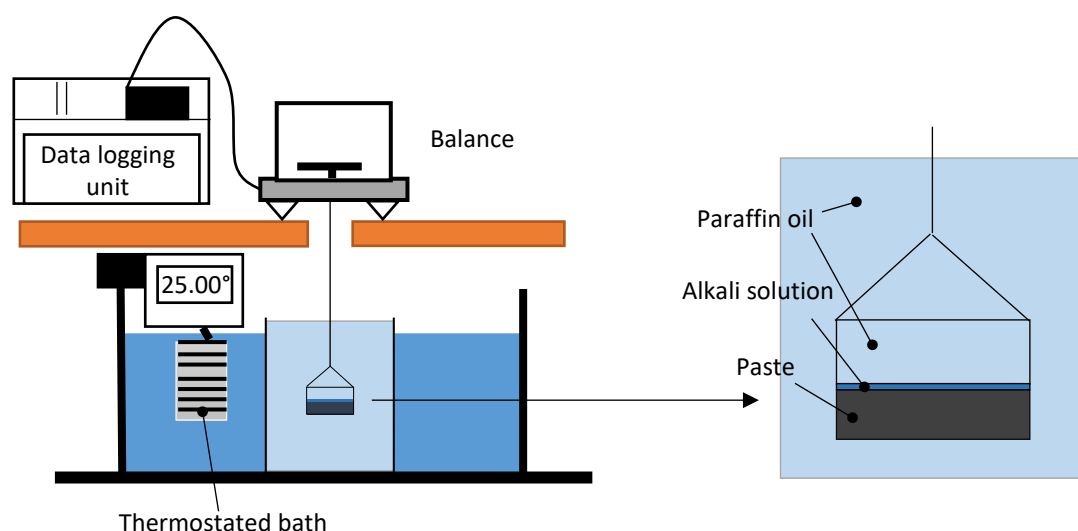 Data logging
unit
Balance
25.00°
Thermostated bath
Paraffin oil
Alkali solution
Paste